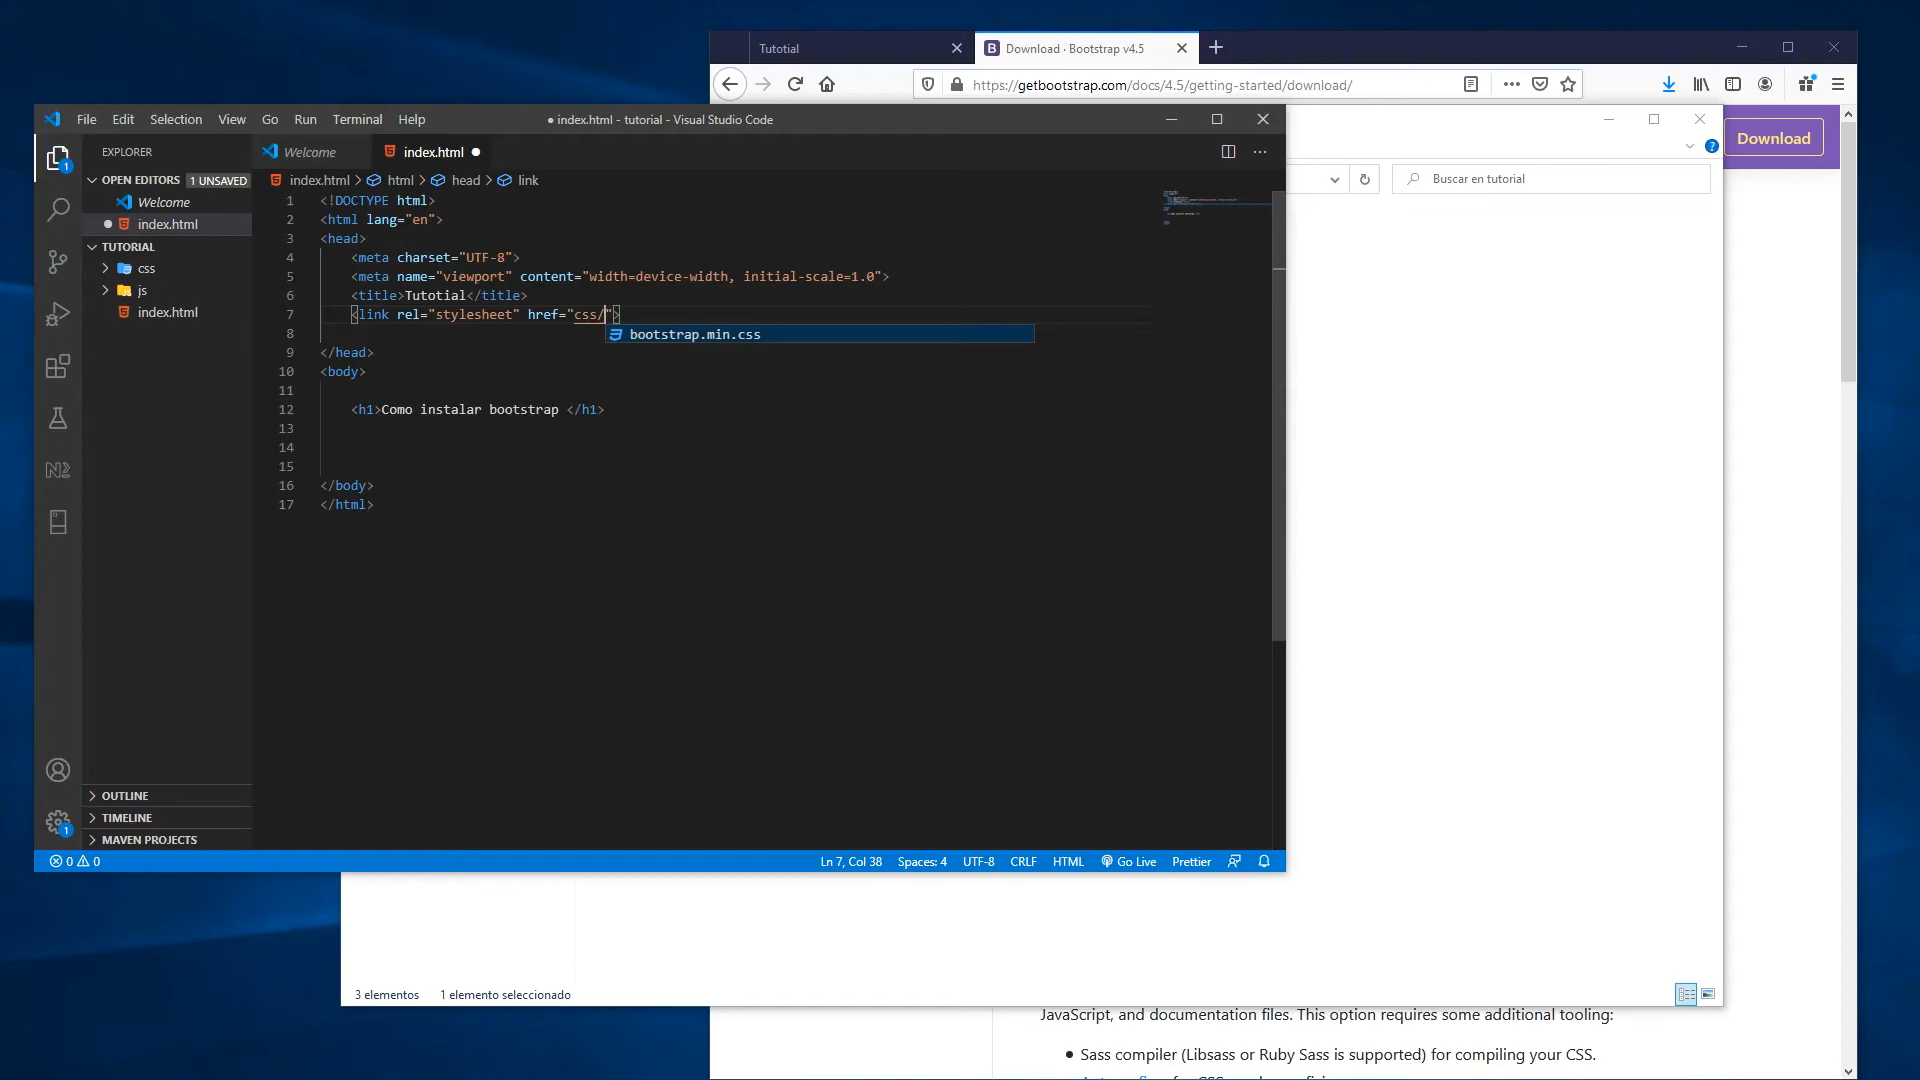 Tutotial
Download · Bootstrap v4.5
https://getbootstrap.com/docs/4.5/getting-started/download/
Download
File Edit Selection View Go Run Terminal Help
● index.html - tutorial - Visual Studio Code
EXPLORER
Welcome
index.html
OPEN EDITORS 1 UNSAVED
index.html > html > head > link
Welcome
index.html
TUTORIAL
css
js
index.html
1 <!DOCTYPE html>
2 <html lang="en">
3 <head>
4 <meta charset="UTF-8">
5 <meta name="viewport" content="width=device-width, initial-scale=1.0">
6 <title>Tutotial</title>
7 <link rel="stylesheet" href="css/">
bootstrap.min.css
8
9 </head>
10 <body>
11
12 <h1>Como instalar bootstrap </h1>
13
14
15
16 </body>
17 </html>
Buscar en tutorial
1
1
OUTLINE
TIMELINE
MAVEN PROJECTS
0 0
Ln 7, Col 38 Spaces: 4 UTF-8 CRLF HTML Go Live Prettier
3 elementos 1 elemento seleccionado
JavaScript, and documentation files. This option requires some additional tooling:
• Sass compiler (Libsass or Ruby Sass is supported) for compiling your CSS.